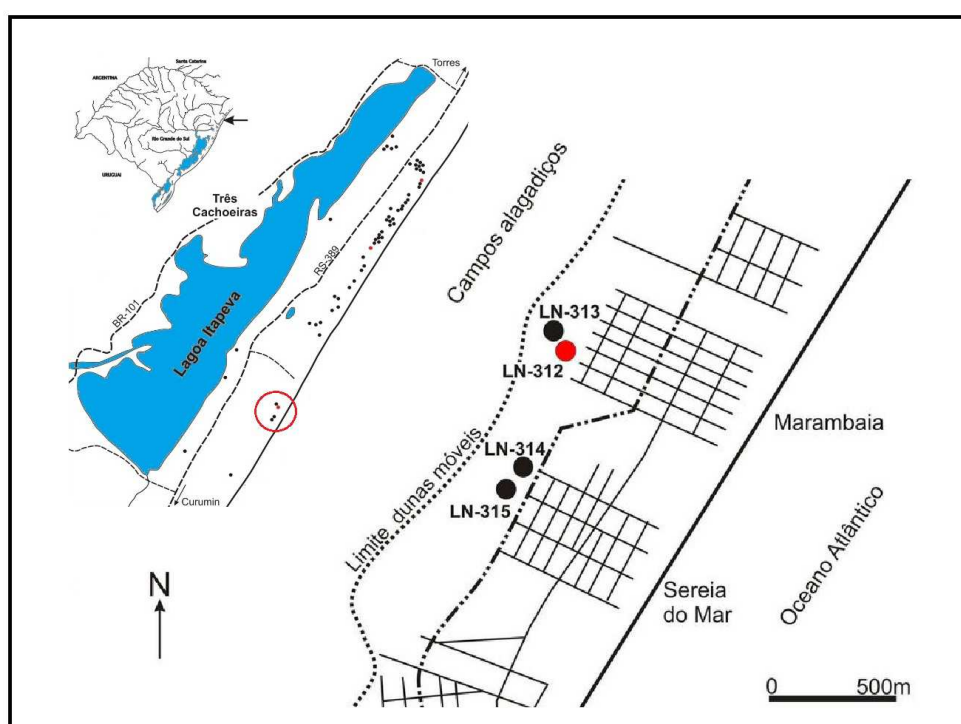 Santa Catarina
ARGENTINA
Rio Grande do Sul
URUGUAI
Torres
Três
Cachoeiras
RS-389
BR-101
Lagoa Itapeva
Curumin
Campos alagadiços
LN-313
LN-312
Marambaia
LN-314
LN-315
Limite dunas móveis
Sereia
do Mar
Oceano Atlântico
N
0 500m